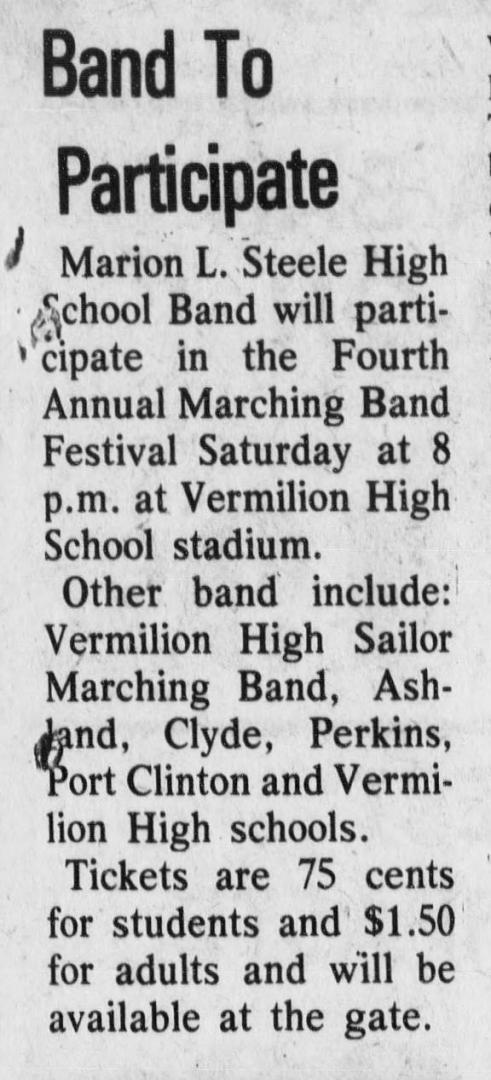 Band To
Participate
Marion L. Steele High
School Band will parti-
cipate in the Fourth
Annual Marching Band
Festival Saturday at 8
p.m. at Vermilion High
School stadium.
Other band include:
Vermilion High Sailor
Marching Band, Ash-
land, Clyde, Perkins,
Port Clinton and Vermi-
lion High schools.
Tickets are 75 cents
for students and $1.50
for adults and will be
available at the gate.